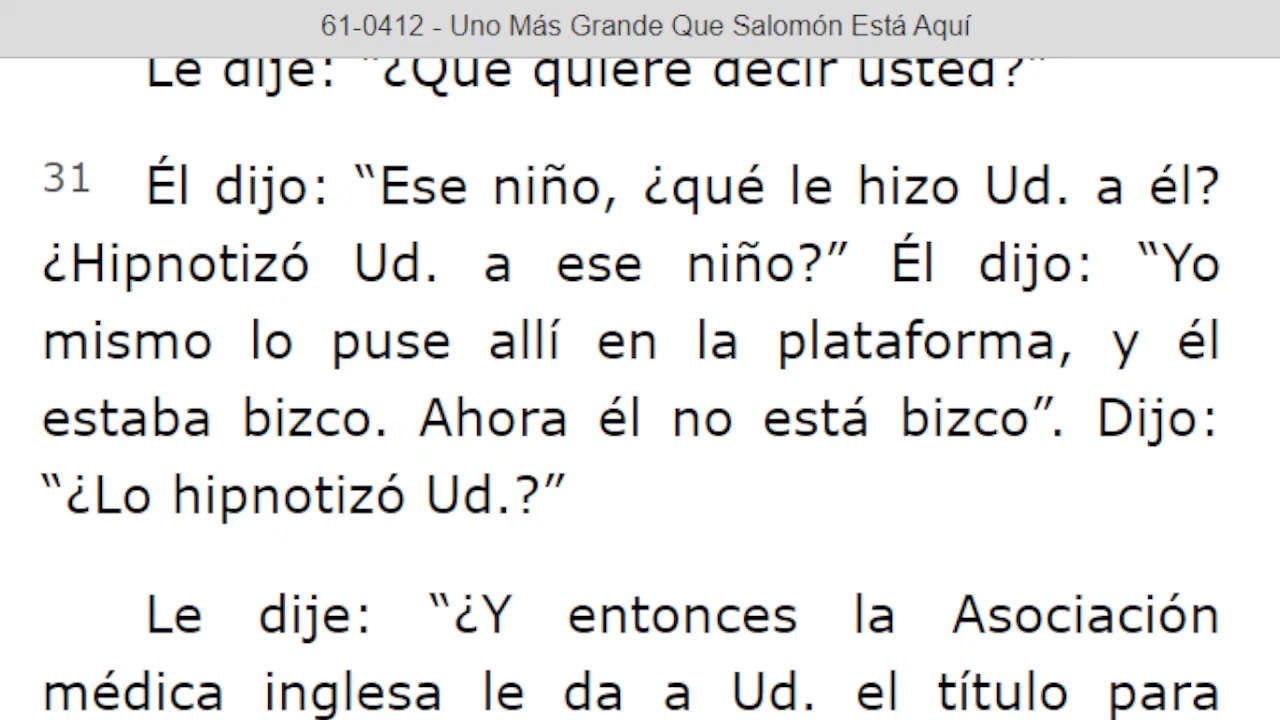 61-0412 - Uno Más Grande Que Salomón Está Aquí
Le dije: “¿Qué quiere decir usted?”
31 Él dijo: “Ese niño, ¿qué le hizo Ud. a él?
¿Hipnotizó Ud. a ese niño?” Él dijo: “Yo
mismo lo puse allí en la plataforma, y él
estaba bizco. Ahora él no está bizco”. Dijo:
“¿Lo hipnotizó Ud.?”
Le dije: “¿Y entonces la Asociación
médica inglesa le da a Ud. el título para